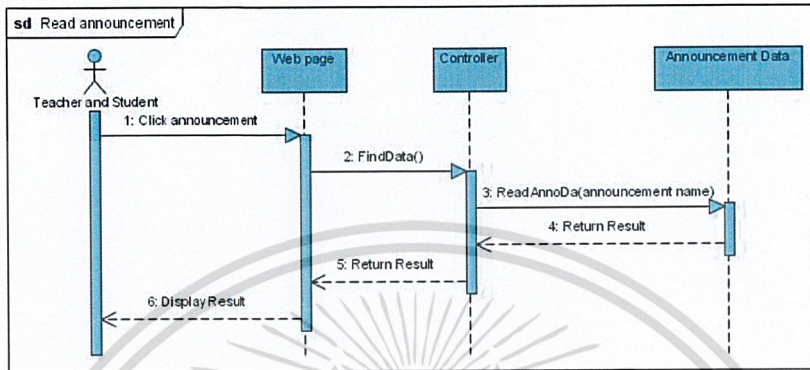 sd Read announcement
Web page
Controller
Announcement Data
Teacher and Student
1: Click announcement
2: FindData()
3: ReadAnnoDa(announcement name)
4: Return Result
5: Return Result
6: Display Result